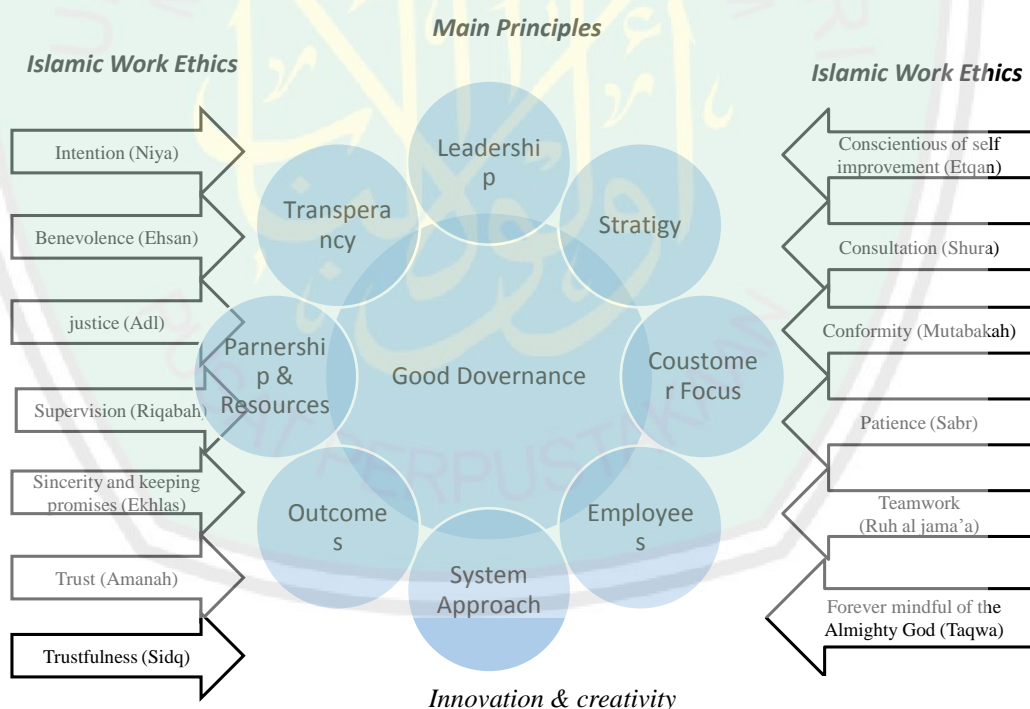 Main Principles
Islamic Work Ethics
Islamic Work Ethics
Intention (Niya)
Benevolence (Ehsan)
justice (Adl)
Supervision (Riqabah)
Sincerity and keeping
promises (Ekhlas)
Trust (Amanah)
Trustfulness (Sidq)
Leadershi
p
Transpera
ncy
Stratigy
Parnershi
p &
Resources
Good Dovernance
Coustome
r Focus
Outcome
s
Employee
s
System
Approach
Conscientious of self
improvement (Etqan)
Consultation (Shura)
Conformity (Mutabakah)
Patience (Sabr)
Teamwork
(Ruh al jama’a)
Forever mindful of the
Almighty God (Taqwa)
Innovation & creativity
PUSAT PERPUSTAKAAN